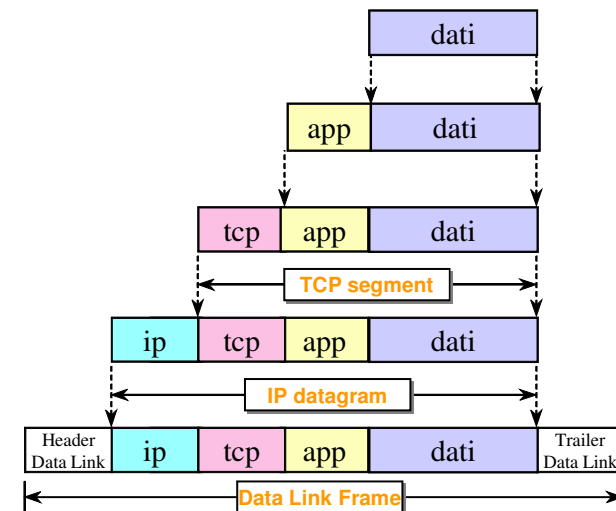 dati
app dati
tcp app dati
TCP segment
ip tcp app dati
IP datagram
Header
Data Link
ip tcp app dati
Trailer
Data Link
Data Link Frame